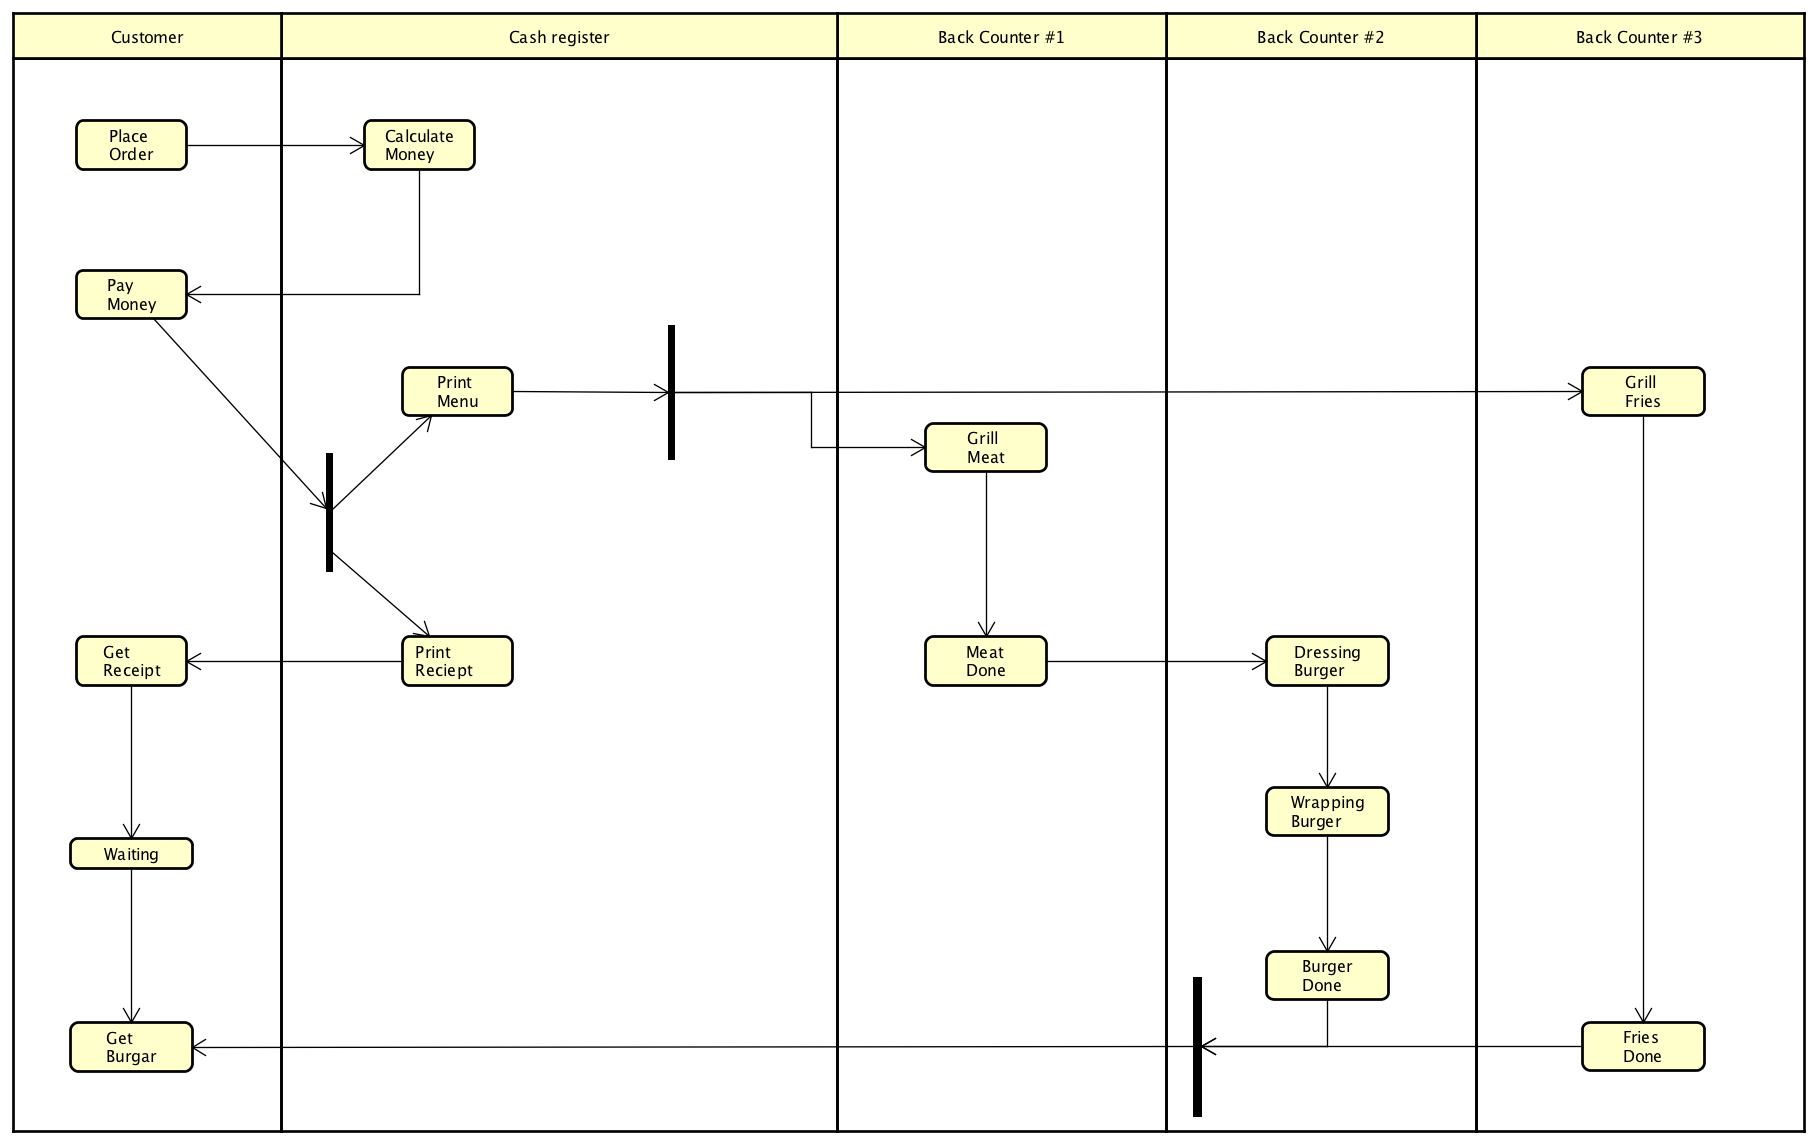 Customer
Cash register
Back Counter #1
Back Counter #2
Back Counter #3
Place
Order
Calculate
Money
Pay
Money
Print
Menu
Grill
Fries
Grill
Meat
Get
Receipt
Print
Reciept
Meat
Done
Dressing
Burger
Wrapping
Burger
Waiting
Burger
Done
Get
Burgar
Fries
Done